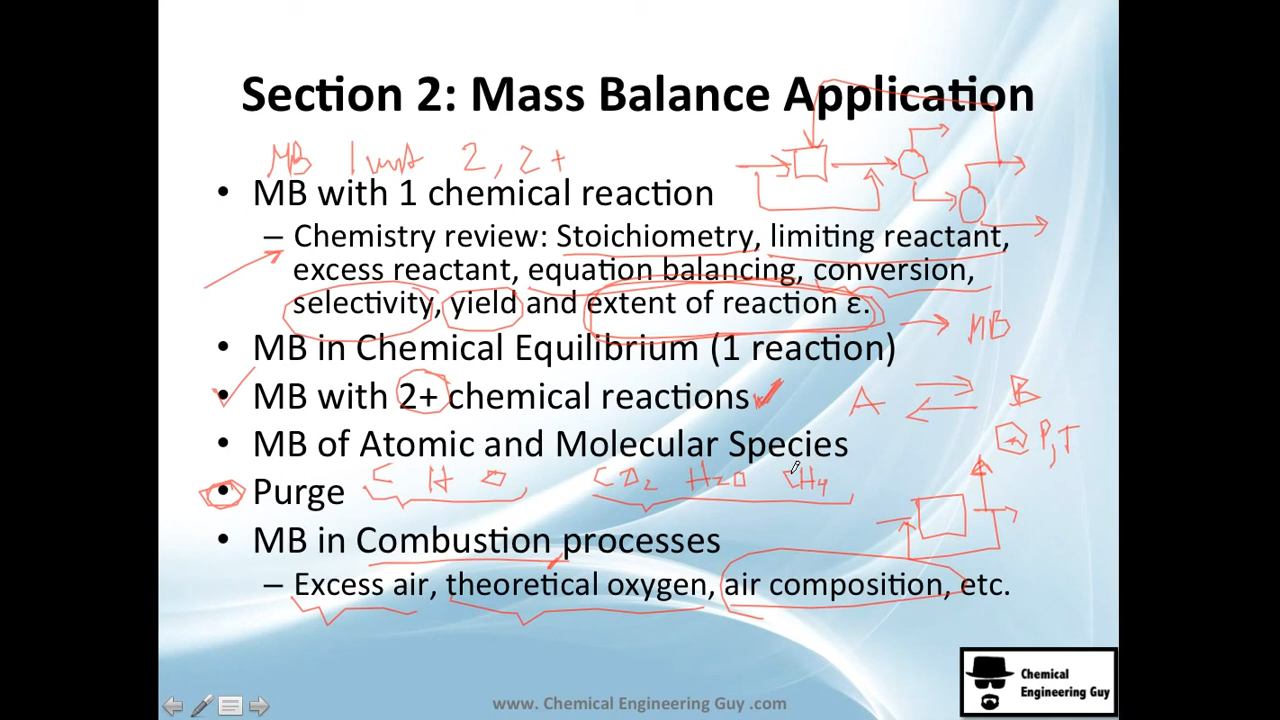 Section 2: Mass Balance Application
MB 1 unit 2, 2+
• MB with 1 chemical reaction
– Chemistry review: Stoichiometry, limiting reactant,
excess reactant, equation balancing, conversion,
selectivity, yield and extent of reaction ε.
→ MB
• MB in Chemical Equilibrium (1 reaction)
• MB with 2+ chemical reactions
A ⇌ B
• MB of Atomic and Molecular Species
P, T
C H O CO2 H2O CH4
• Purge
• MB in Combustion processes
– Excess air, theoretical oxygen, air composition, etc.
Chemical
Engineering Guy
www. Chemical Engineering Guy .com